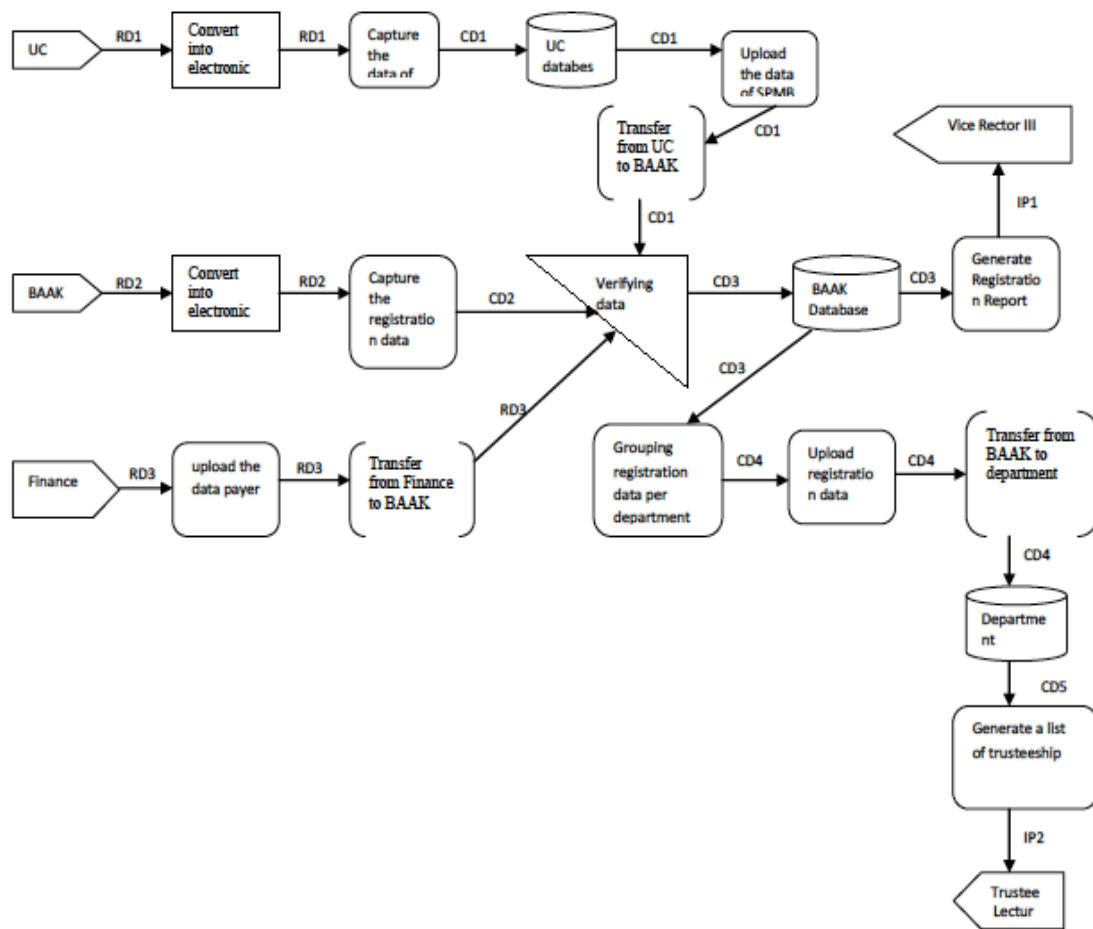 UC
RD1
Convert
into
electronic
RD1
Capture
the
data of
CD1
UC
databes
CD1
Upload
the data
of SPMB
CD1
Transfer
from UC
to BAAK
CD1
Vice Rector III
IP1
BAAK
RD2
Convert
into
electronic
RD2
Capture
the
registratio
n data
CD2
Verifying
data
CD3
BAAK
Database
CD3
Generate
Registratio
n Report
CD3
Finance
RD3
upload the
data payer
RD3
Transfer
from Finance
to BAAK
RD3
Grouping
registration
data per
department
CD4
Upload
registratio
n data
CD4
Transfer from
BAAK to
department
CD4
Departme
nt
CD5
Generate a list
of trusteeship
IP2
Trustee
Lectur